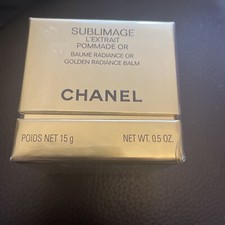 SUBLIMAGE
L'EXTRAIT
POMMADE OR
BAUME RADIANCE OR
GOLDEN RADIANCE BALM
CHANEL
POIDS NET 15 g NET WT. 0.5 OZ.